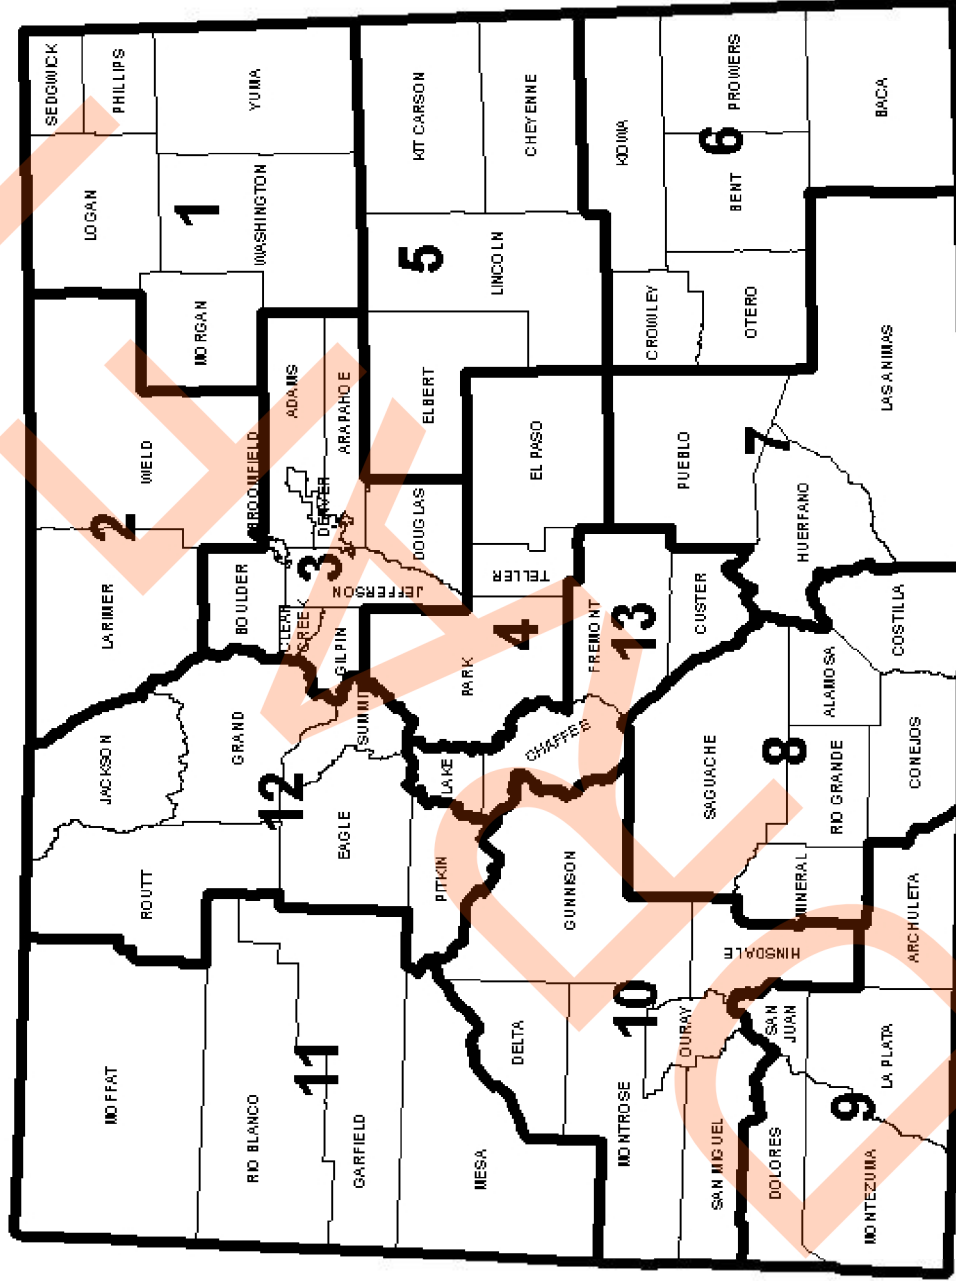 MOFFAT
ROUTT
JACKSON
LARIMER
2
WELD
LOGAN
SEDGWICK
PHILLIPS
MORGAN
1
WASHINGTON
YUMA
RIO BLANCO
11
GARFIELD
12
GRAND
EAGLE
SUMMIT
BOULDER
BROOMFIELD
CLEAR
CREEK
GILPIN
3
JEFFERSON
DENVER
ADAMS
ARAPAHOE
DOUGLAS
ELBERT
5
LINCOLN
KIT CARSON
CHEYENNE
MESA
DELTA
PITKIN
LAKE
PARK
4
TELLER
EL PASO
GUNNISON
CHAFFEE
FREMONT
13
CUSTER
PUEBLO
7
CROWLEY
KIOWA
OTERO
BENT
6
PROWERS
BACA
MONTROSE
10
OURAY
SAN MIGUEL
HINSDALE
SAGUACHE
8
MINERAL
RIO GRANDE
ALAMOSA
HUERFANO
LAS ANIMAS
DOLORES
SAN
JUAN
9
LA PLATA
MONTEZUMA
ARCHULETA
CONEJOS
COSTILLA
DRAFT